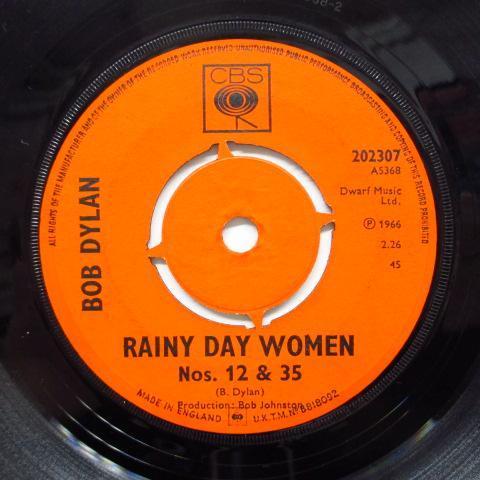 ALL RIGHTS OF THE MANUFACTURER AND OF THE OWNER OF THE RECORDED WORK RESERVED UNAUTHORISED PUBLIC PERFORMANCE BROADCASTING AND COPYING OF THIS RECORD PROHIBITED
CBS
202307
A5368
Dwarf Music
Ltd.
℗ 1966
2.26
45
BOB DYLAN
RAINY DAY WOMEN
Nos. 12 & 35
(B. Dylan)
Production: Bob Johnston
MADE IN ENGLAND U.K.T.M. No 8818092